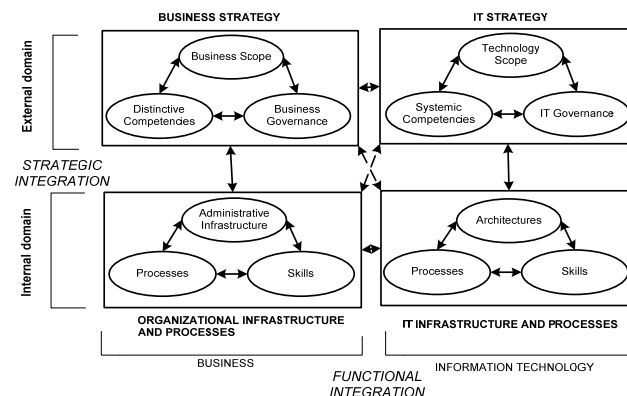 BUSINESS STRATEGY
IT STRATEGY
External domain
Business Scope
Distinctive
Competencies
Business
Governance
Technology
Scope
Systemic
Competencies
IT Governance
STRATEGIC
INTEGRATION
Internal domain
Administrative
Infrastructure
Processes
Skills
Architectures
Processes
Skills
ORGANIZATIONAL INFRASTRUCTURE
AND PROCESSES
IT INFRASTRUCTURE AND PROCESSES
BUSINESS
INFORMATION TECHNOLOGY
FUNCTIONAL
INTEGRATION